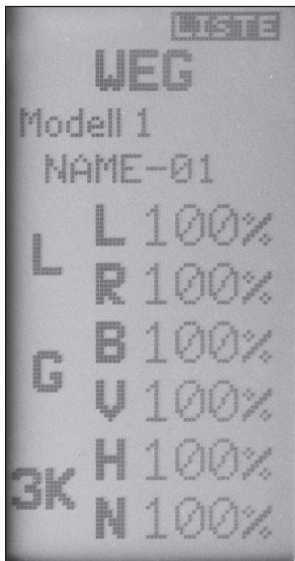 LISTE
WEG
Modell 1
NAME-01
L L 100%
R 100%
G B 100%
V 100%
3K H 100%
N 100%